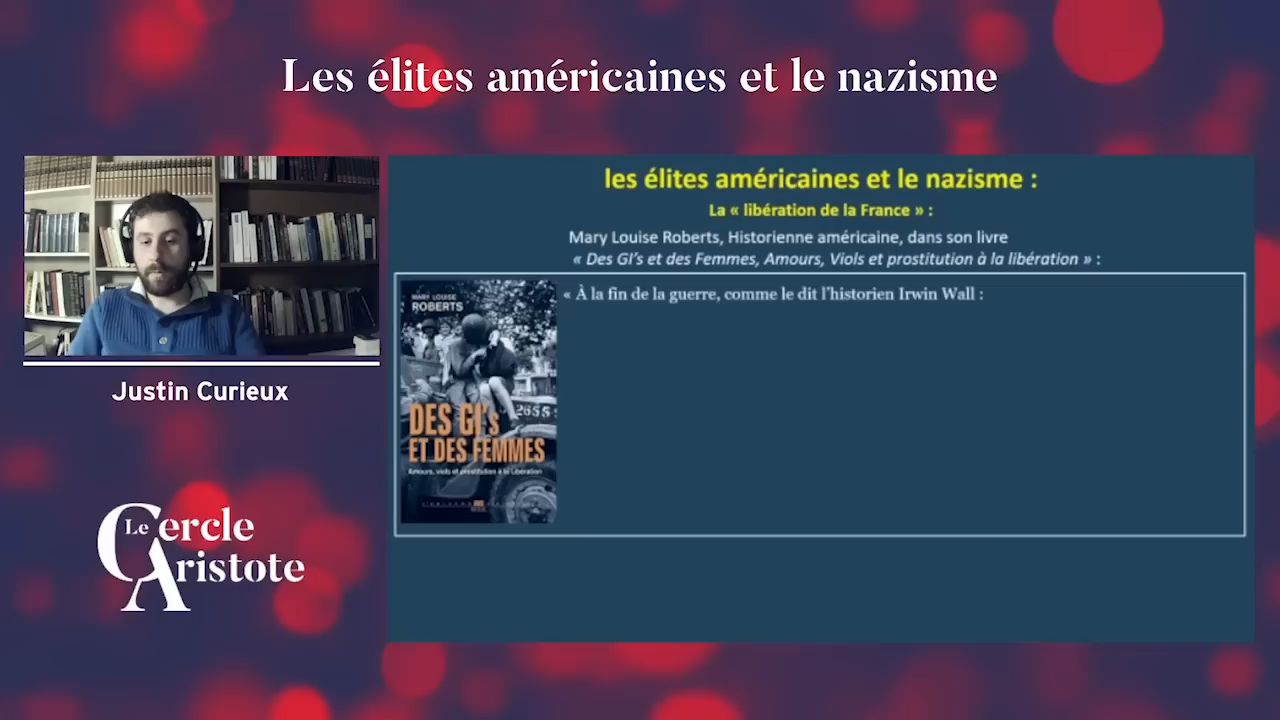 Les élites américaines et le nazisme
les élites américaines et le nazisme :
La « libération de la France » :
Mary Louise Roberts, Historienne américaine, dans son livre
« Des GI's et des Femmes, Amours, Viols et prostitution à la libération » :
« À la fin de la guerre, comme le dit l'historien Irwin Wall :
MARY LOUISE
ROBERTS
2655
DES GI's
ET DES FEMMES
Amours, viols et prostitution à la Libération
Justin Curieux
Le Cercle
Aristote